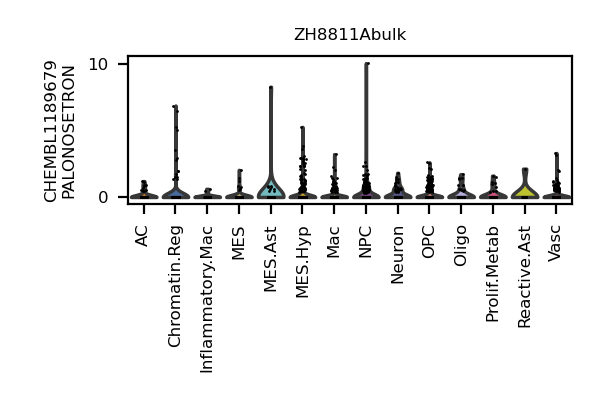 ZH8811Abulk
CHEMBL1189679
PALONOSETRON
10
0
AC
Chromatin.Reg
Inflammatory.Mac
MES
MES.Ast
MES.Hyp
Mac
NPC
Neuron
OPC
Oligo
Prolif.Metab
Reactive.Ast
Vasc